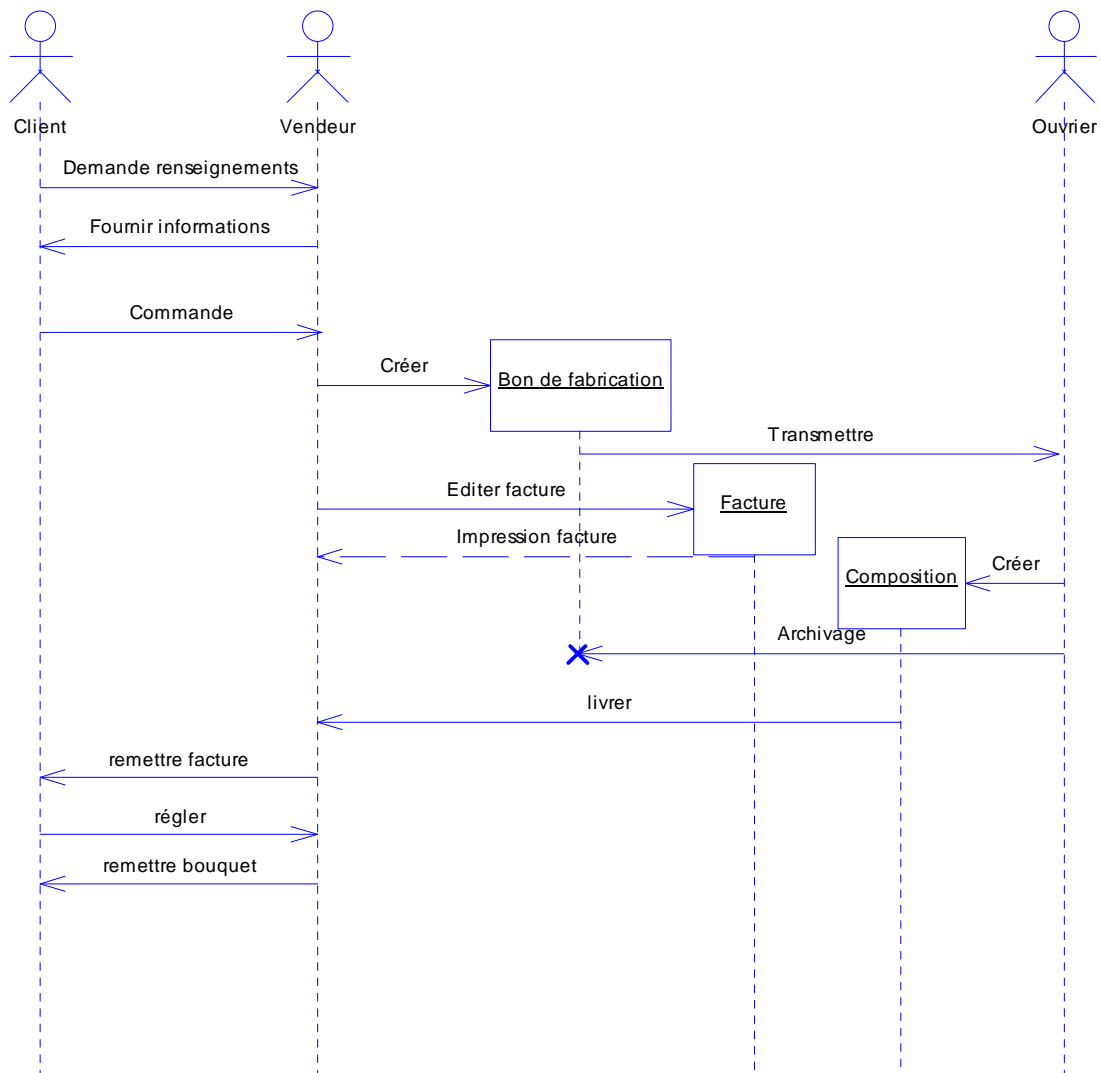 Client
Vendeur
Ouvrier
Demande renseignements
Fournir informations
Commande
Créer
Bon de fabrication
Transmettre
Editer facture
Facture
Impression facture
Créer
Composition
Archivage
livrer
remettre facture
régler
remettre bouquet